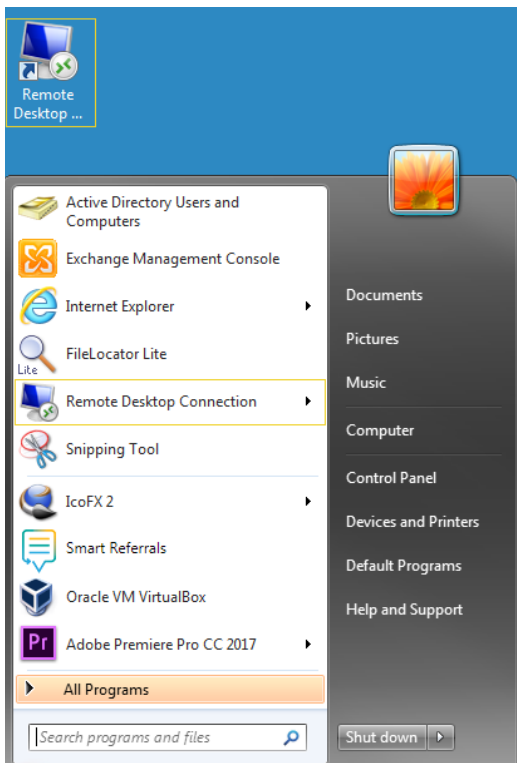 Remote
Desktop ...
Active Directory Users and
Computers
Exchange Management Console
Internet Explorer
Lite
FileLocator Lite
Remote Desktop Connection
Snipping Tool
IcoFX 2
Smart Referrals
Oracle VM VirtualBox
Pr
Adobe Premiere Pro CC 2017
All Programs
Search programs and files
Documents
Pictures
Music
Computer
Control Panel
Devices and Printers
Default Programs
Help and Support
Shut down